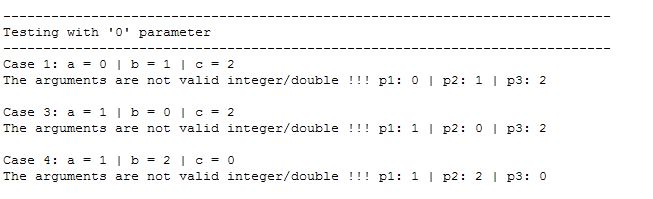 --------------------------------------------------------------------------------
Testing with '0' parameter
--------------------------------------------------------------------------------
Case 1: a = 0 | b = 1 | c = 2
The arguments are not valid integer/double !!! p1: 0 | p2: 1 | p3: 2
Case 3: a = 1 | b = 0 | c = 2
The arguments are not valid integer/double !!! p1: 1 | p2: 0 | p3: 2
Case 4: a = 1 | b = 2 | c = 0
The arguments are not valid integer/double !!! p1: 1 | p2: 2 | p3: 0